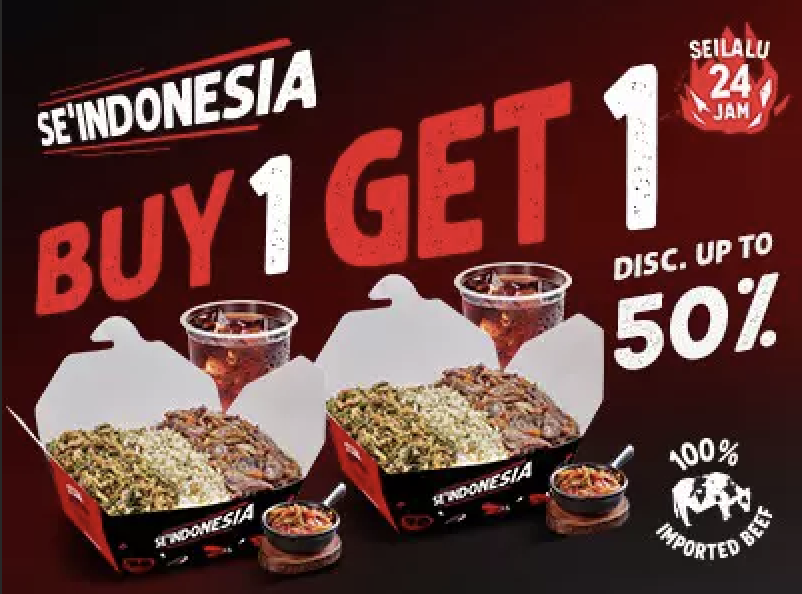 SE'INDONESIA
SEILALU
24
JAM
BUY 1 GET 1
DISC. UP TO
50%
SE'INDONESIA
SE'INDONESIA
100%
IMPORTED BEEF